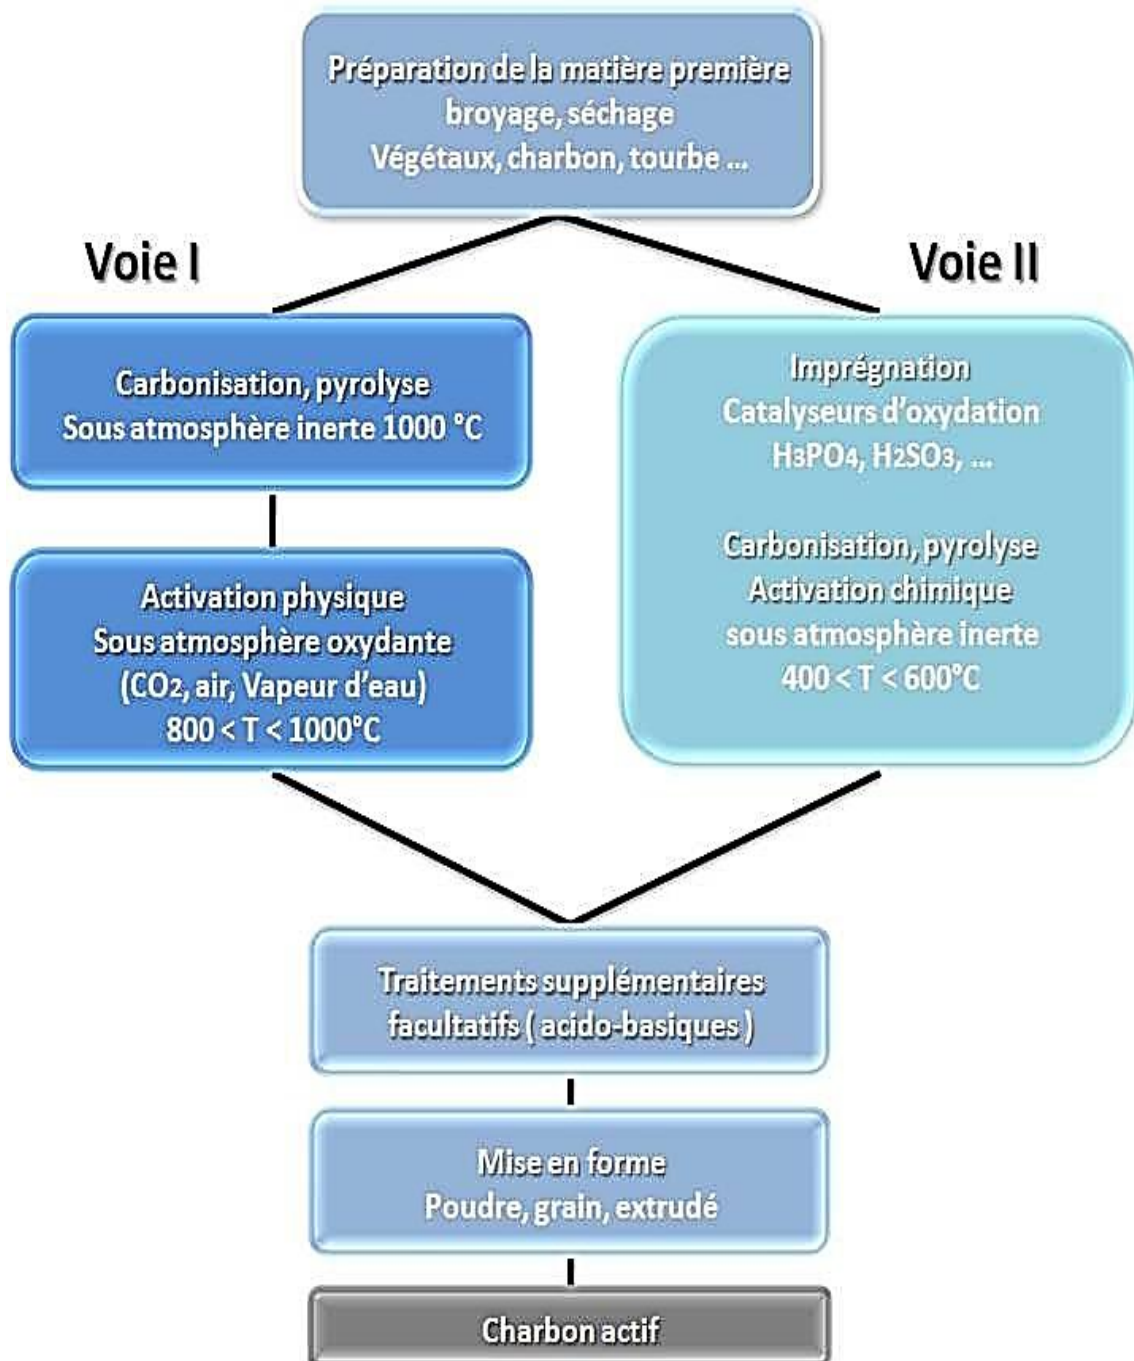 Préparation de la matière première
broyage, séchage
Végétaux, charbon, tourbe ...
Voie I
Voie II
Carbonisation, pyrolyse
Sous atmosphère inerte 1000 °C
Activation physique
Sous atmosphère oxydante
(CO2, air, Vapeur d'eau)
800 < T < 1000°C
Imprégnation
Catalyseurs d'oxydation
H3PO4, H2SO3, ...
Carbonisation, pyrolyse
Activation chimique
sous atmosphère inerte
400 < T < 600°C
Traitements supplémentaires
facultatifs ( acido-basiques )
Mise en forme
Poudre, grain, extrudé
Charbon actif